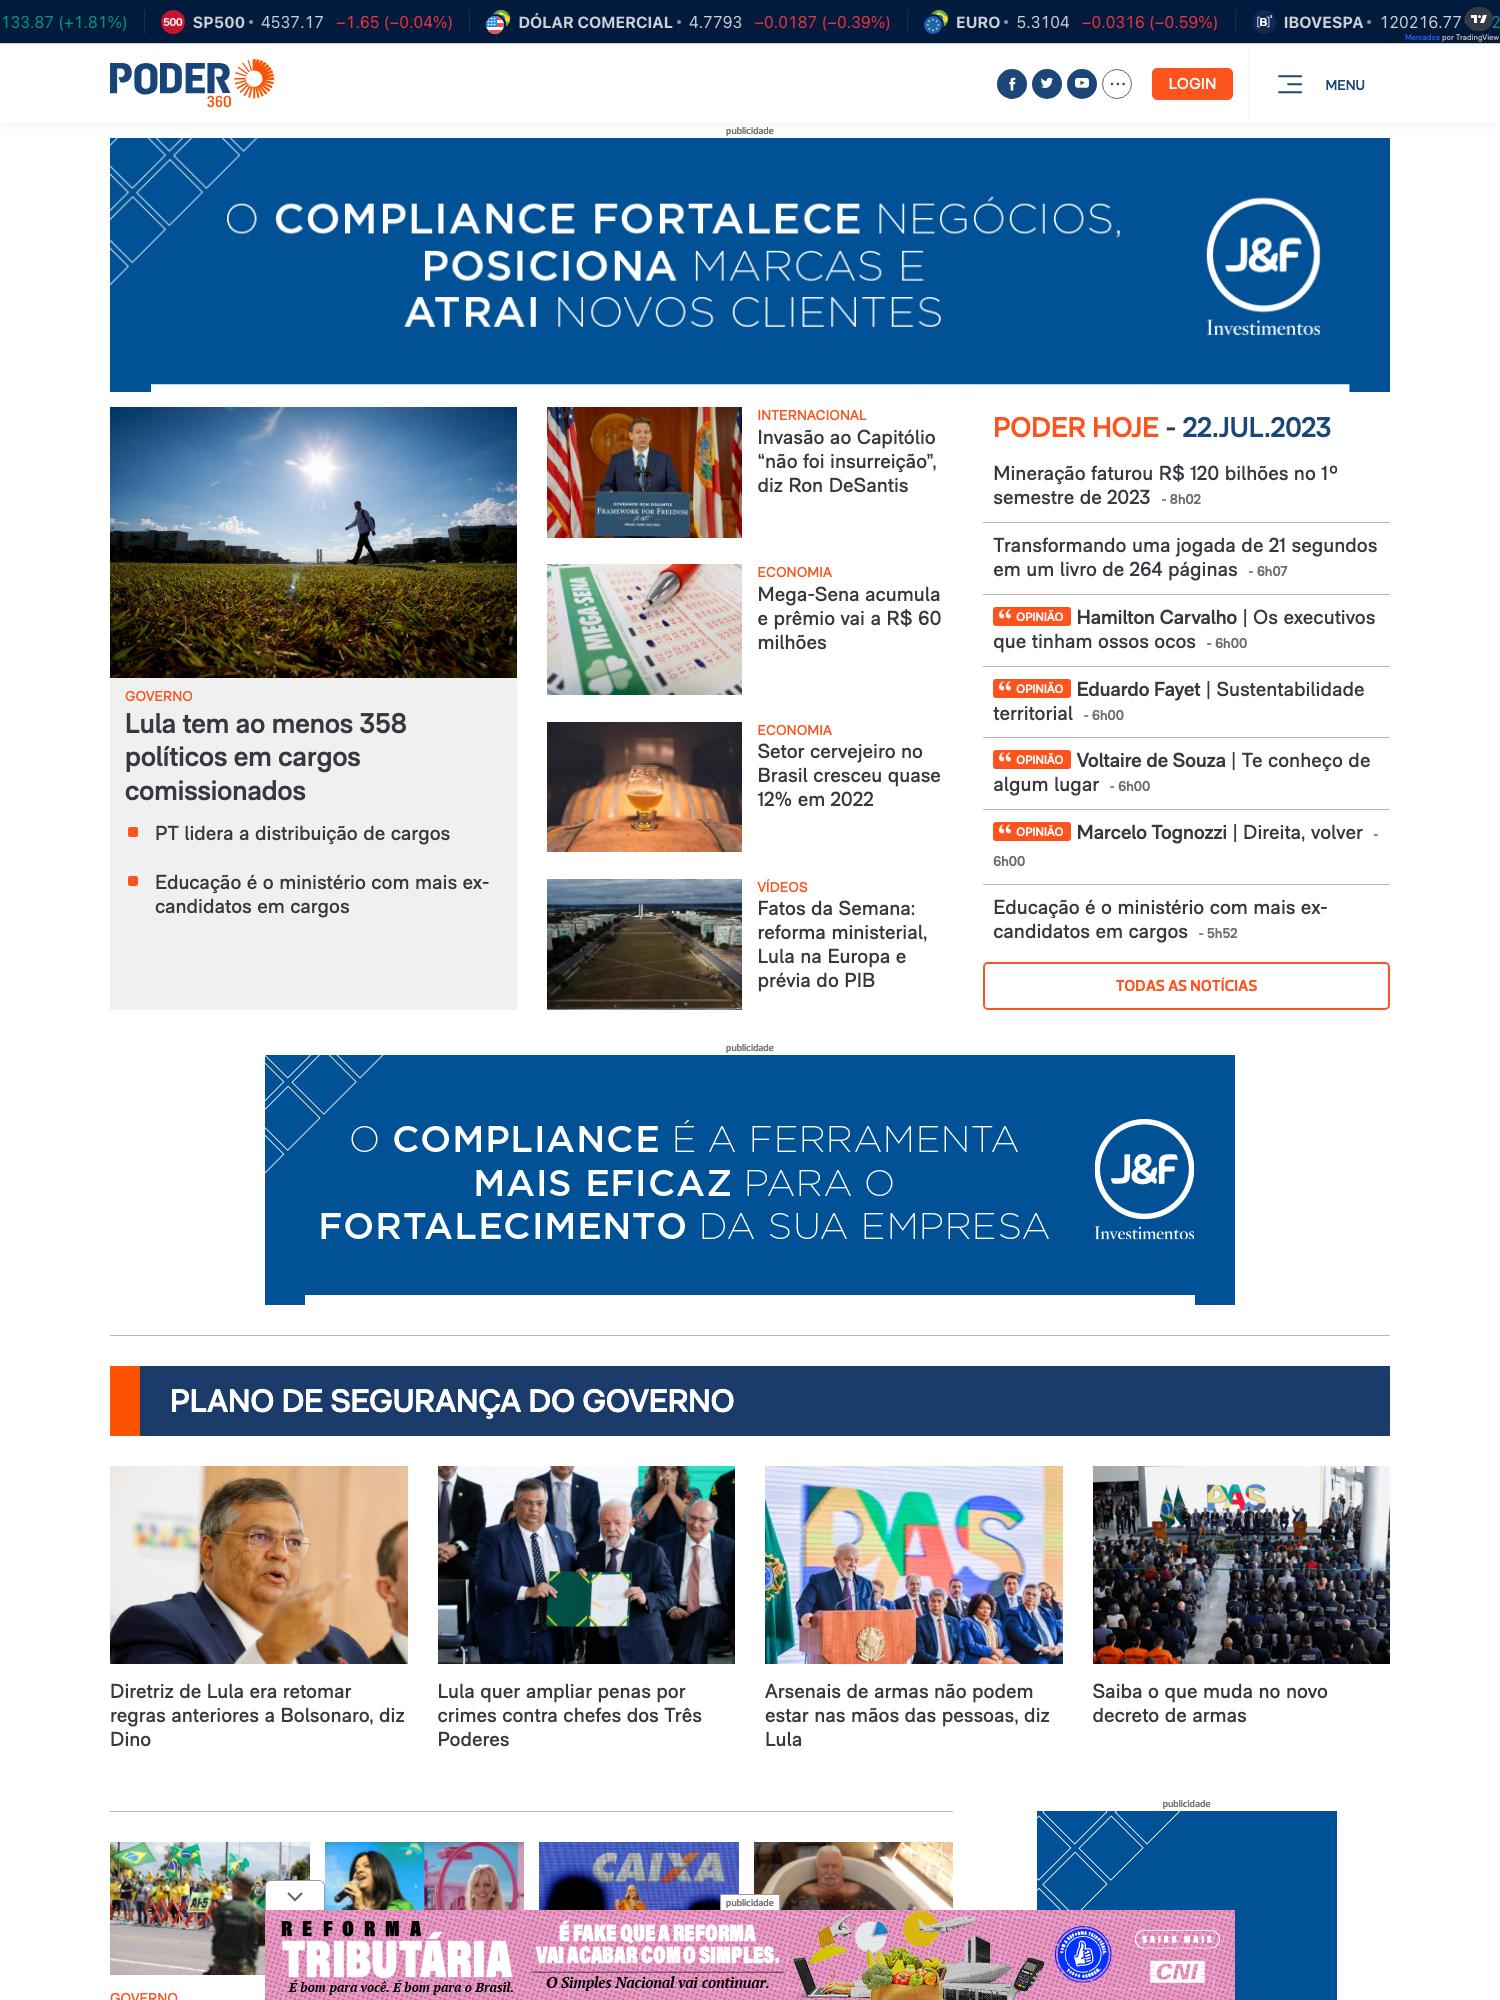 133.87 (+1.81%)
500 SP500 • 4537.17 −1.65 (−0.04%)
DÓLAR COMERCIAL • 4.7793 −0.0187 (−0.39%)
EURO • 5.3104 −0.0316 (−0.59%)
IBOVESPA • 120216.77
Mercados por TradingView
PODER
360
LOGIN
MENU
publicidade
O COMPLIANCE FORTALECE NEGÓCIOS,
POSICIONA MARCAS E
ATRAI NOVOS CLIENTES
J&F
Investimentos
GOVERNO
Lula tem ao menos 358
políticos em cargos
comissionados
PT lidera a distribuição de cargos
Educação é o ministério com mais ex-
candidatos em cargos
GOVERNOR RON DESANTIS
FRAMEWORK FOR FREEDOM
INTERNACIONAL
Invasão ao Capitólio
“não foi insurreição”,
diz Ron DeSantis
MEGA-SENA
ECONOMIA
Mega-Sena acumula
e prêmio vai a R$ 60
milhões
ECONOMIA
Setor cervejeiro no
Brasil cresceu quase
12% em 2022
VÍDEOS
Fatos da Semana:
reforma ministerial,
Lula na Europa e
prévia do PIB
PODER HOJE - 22.JUL.2023
Mineração faturou R$ 120 bilhões no 1º
semestre de 2023 - 8h02
Transformando uma jogada de 21 segundos
em um livro de 264 páginas - 6h07
“ OPINIÃO Hamilton Carvalho | Os executivos
que tinham ossos ocos - 6h00
“ OPINIÃO Eduardo Fayet | Sustentabilidade
territorial - 6h00
“ OPINIÃO Voltaire de Souza | Te conheço de
algum lugar - 6h00
“ OPINIÃO Marcelo Tognozzi | Direita, volver -
6h00
Educação é o ministério com mais ex-
candidatos em cargos - 5h52
TODAS AS NOTÍCIAS
publicidade
O COMPLIANCE É A FERRAMENTA
MAIS EFICAZ PARA O
FORTALECIMENTO DA SUA EMPRESA
J&F
Investimentos
PLANO DE SEGURANÇA DO GOVERNO
PAS
PAS
Diretriz de Lula era retomar
regras anteriores a Bolsonaro, diz
Dino
Lula quer ampliar penas por
crimes contra chefes dos Três
Poderes
Arsenais de armas não podem
estar nas mãos das pessoas, diz
Lula
Saiba o que muda no novo
decreto de armas
publicidade
AI-5
CAIXA
GOVERNO
publicidade
REFORMA
TRIBUTÁRIA
É bom para você. É bom para o Brasil.
É FAKE QUE A REFORMA
VAI ACABAR COM O SIMPLES.
O Simples Nacional vai continuar.
SAIBA MAIS
CNI